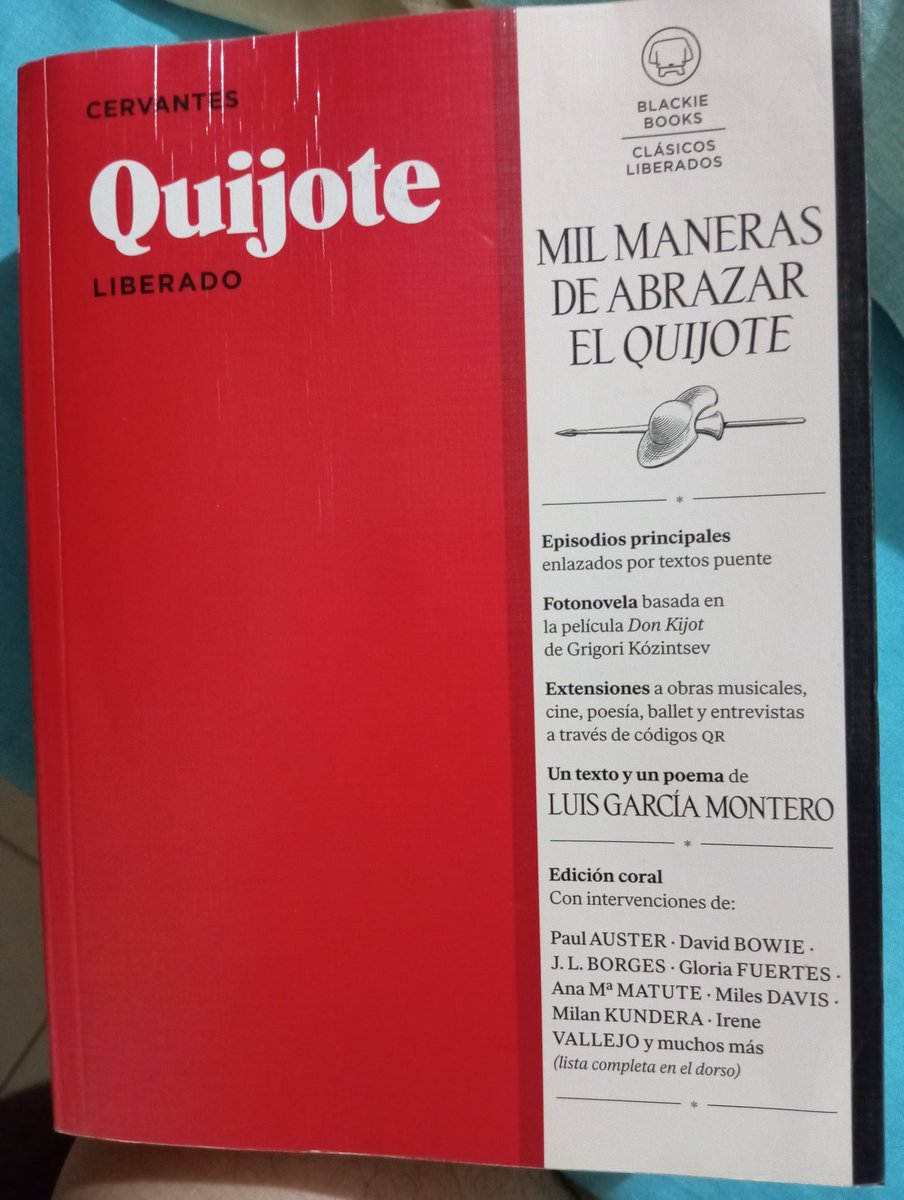 CERVANTES
Quijote
LIBERADO
BLACKIE
BOOKS
CLÁSICOS
LIBERADOS
MIL MANERAS
DE ABRAZAR
EL QUIJOTE
*
Episodios principales
enlazados por textos puente
Fotonovela basada en
la película Don Kijot
de Grigori Kózintsev
Extensiones a obras musicales,
cine, poesía, ballet y entrevistas
a través de códigos QR
Un texto y un poema de
LUIS GARCÍA MONTERO
*
Edición coral
Con intervenciones de:
Paul AUSTER · David BOWIE ·
J. L. BORGES · Gloria FUERTES ·
Ana Mª MATUTE · Miles DAVIS ·
Milan KUNDERA · Irene
VALLEJO y muchos más
(lista completa en el dorso)
*